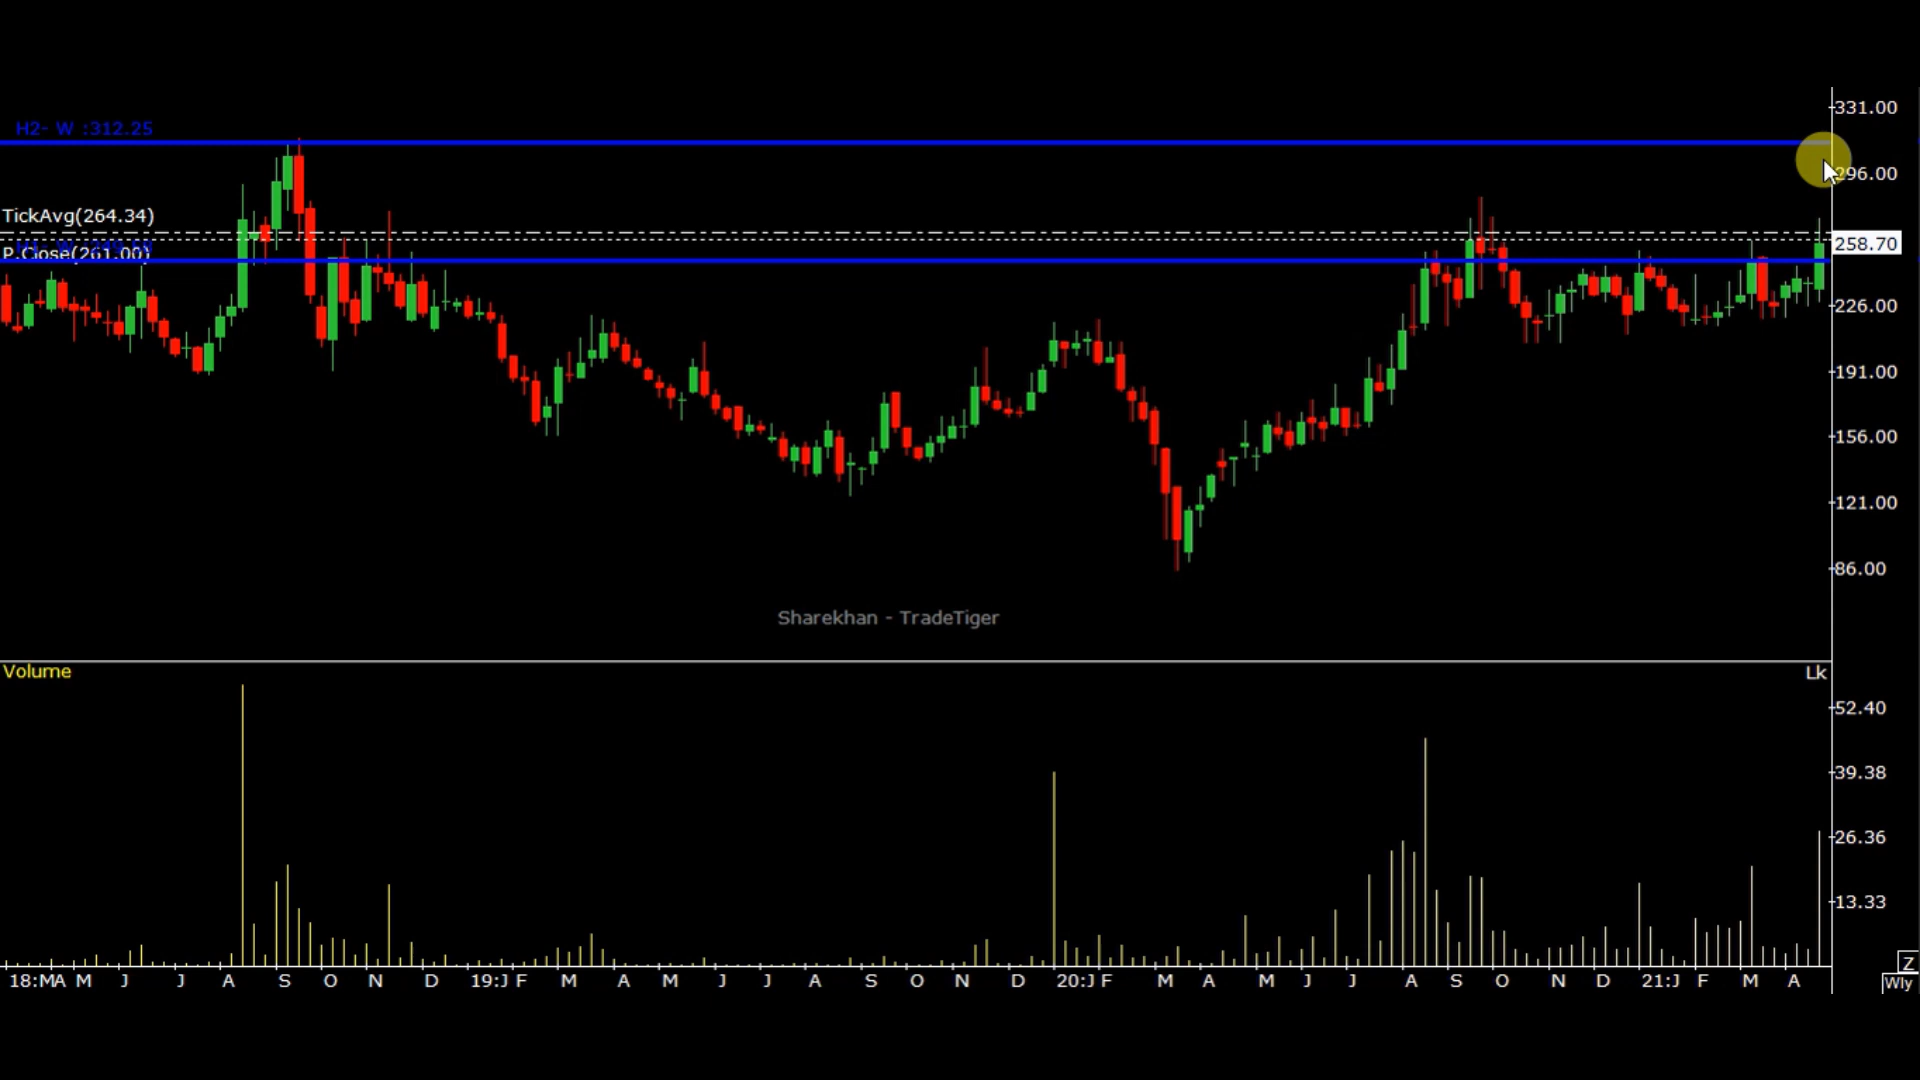 331.00
H2- W :312.25
296.00
TickAvg(264.34)
258.70
P.Close(261.00)
226.00
191.00
156.00
121.00
86.00
Sharekhan - TradeTiger
Volume
Lk
52.40
39.38
26.36
13.33
Z
18:MA M J J A S O N D 19:J F M A M J J A S O N D 20:J F M A M J J A S O N D 21:J F M A
Wly